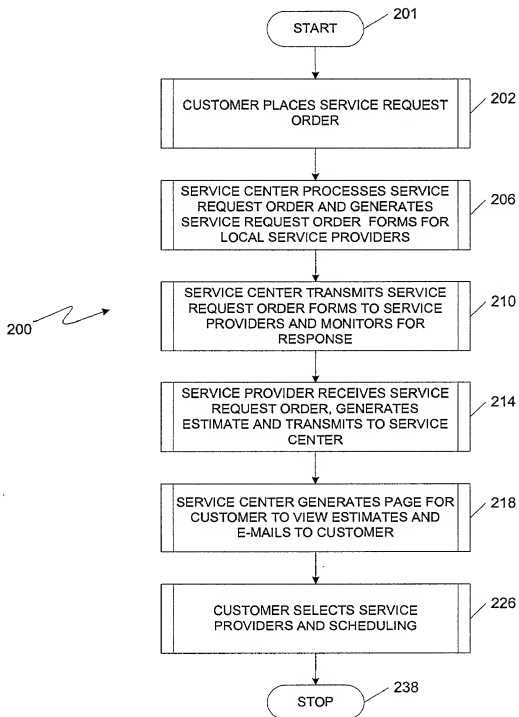 START
201
CUSTOMER PLACES SERVICE REQUEST
ORDER
202
SERVICE CENTER PROCESSES SERVICE
REQUEST ORDER AND GENERATES
SERVICE REQUEST ORDER FORMS FOR
LOCAL SERVICE PROVIDERS
206
SERVICE CENTER TRANSMITS SERVICE
REQUEST ORDER FORMS TO SERVICE
PROVIDERS AND MONITORS FOR
RESPONSE
210
200
SERVICE PROVIDER RECEIVES SERVICE
REQUEST ORDER, GENERATES
ESTIMATE AND TRANSMITS TO SERVICE
CENTER
214
SERVICE CENTER GENERATES PAGE FOR
CUSTOMER TO VIEW ESTIMATES AND
E-MAILS TO CUSTOMER
218
CUSTOMER SELECTS SERVICE
PROVIDERS AND SCHEDULING
226
STOP
238